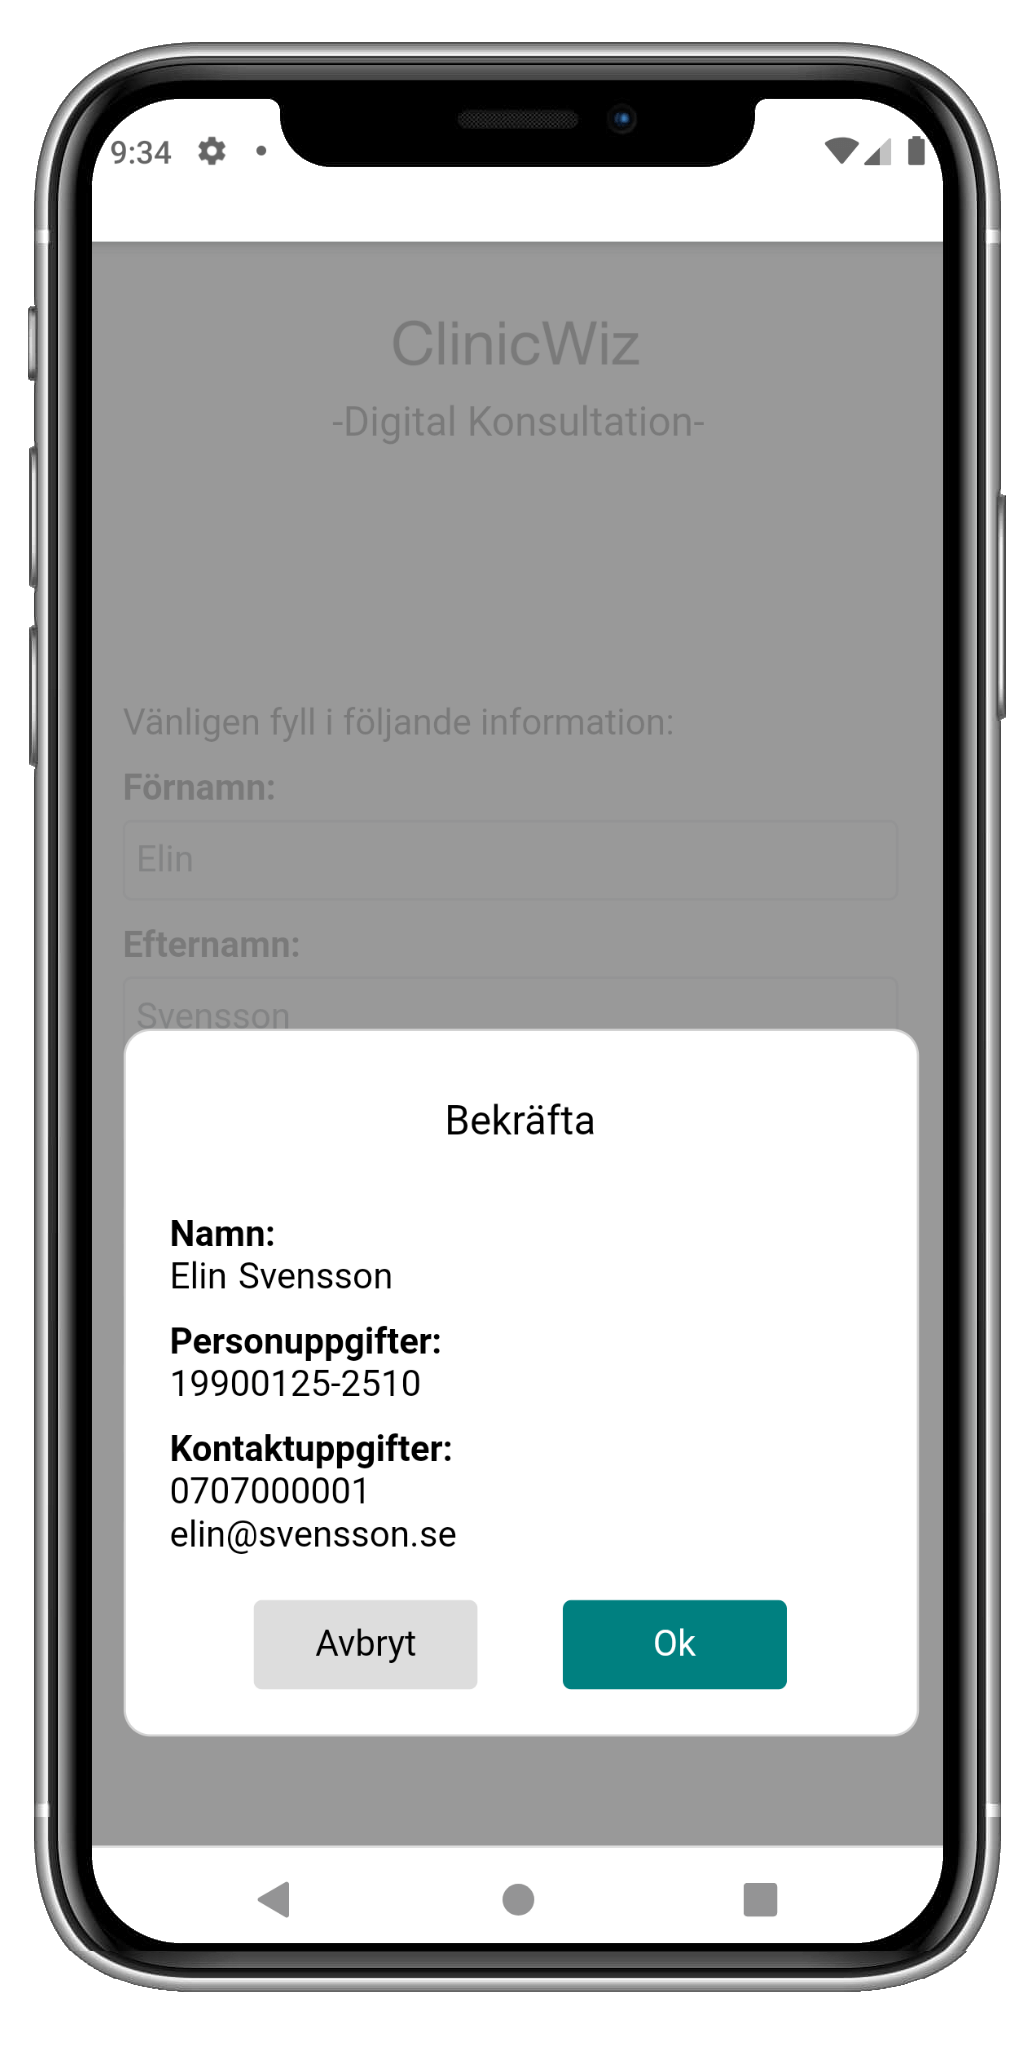 9:34
ClinicWiz
-Digital Konsultation-
Vänligen fyll i följande information:
Förnamn:
Elin
Efternamn:
Svensson
Bekräfta
Namn:
Elin Svensson
Personuppgifter:
19900125-2510
Kontaktuppgifter:
0707000001
elin@svensson.se
Avbryt
Ok